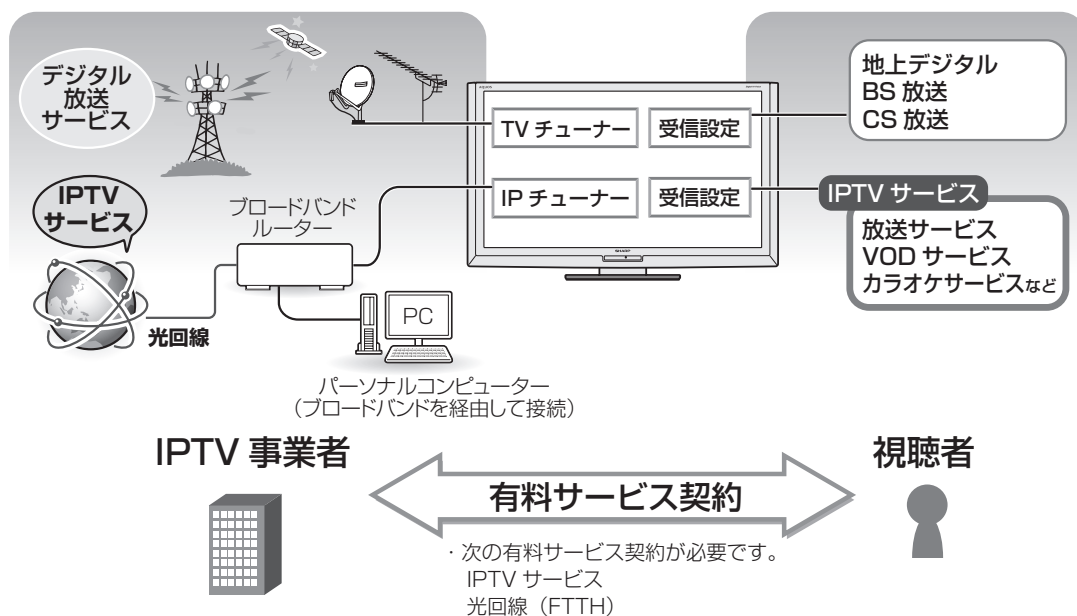 デジタル
放送
サービス
TV チューナー
受信設定
地上デジタル
BS 放送
CS 放送
IPTV
サービス
ブロードバンド
ルーター
IP チューナー
受信設定
IPTV サービス
放送サービス
VOD サービス
カラオケサービスなど
光回線
PC
パーソナルコンピューター
（ブロードバンドを経由して接続）
IPTV 事業者
有料サービス契約
視聴者
・次の有料サービス契約が必要です。
IPTV サービス
光回線（FTTH）